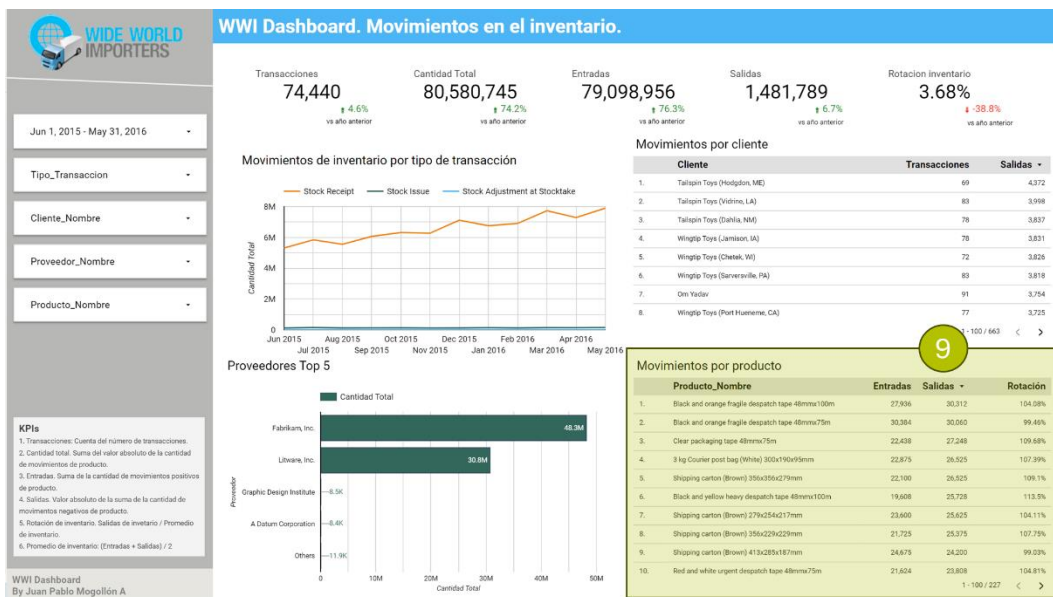 WIDE WORLD
IMPORTERS
WWI Dashboard. Movimientos en el inventario.
Transacciones
74,440
4.6%
vs año anterior
Cantidad Total
80,580,745
74.2%
vs año anterior
Entradas
79,098,956
76.3%
vs año anterior
Salidas
1,481,789
6.7%
vs año anterior
Rotacion inventario
3.68%
-38.8%
vs año anterior
Jun 1, 2015 - May 31, 2016
Tipo_Transaccion
Cliente_Nombre
Proveedor_Nombre
Producto_Nombre
KPIs
1. Transacciones: Cuenta del número de transacciones.
2. Cantidad total. Suma del valor absoluto de la cantidad
de movimientos de producto.
3. Entradas. Suma de la cantidad de movimientos positivos
de producto.
4. Salidas. Valor absoluto de la suma de la cantidad de
movimientos negativos de producto.
5. Rotación de inventario. Salidas de invetario / Promedio
de inventario.
6. Promedio de inventario: (Entradas + Salidas) / 2
WWI Dashboard
By Juan Pablo Mogollón A
Movimientos de inventario por tipo de transacción
Stock Receipt Stock Issue Stock Adjustment at Stocktake
Cantidad Total
8M
6M
4M
2M
0
Jun 2015 Aug 2015 Oct 2015 Dec 2015 Feb 2016 Apr 2016
Jul 2015 Sep 2015 Nov 2015 Jan 2016 Mar 2016 May 2016
Proveedores Top 5
Cantidad Total
Proveedor
Fabrikam, Inc. 48.3M
Litware, Inc. 30.8M
Graphic Design Institute 8.5K
A Datum Corporation 8.4K
Others 11.9K
0 10M 20M 30M 40M 50M
Cantidad Total
Movimientos por cliente
Cliente Transacciones Salidas
1. Tailspin Toys (Hodgdon, ME) 69 4,372
2. Tailspin Toys (Vidrine, LA) 83 3,998
3. Tailspin Toys (Dahlia, NM) 78 3,837
4. Wingtip Toys (Jamison, IA) 78 3,831
5. Wingtip Toys (Chetek, WI) 72 3,826
6. Wingtip Toys (Sarversville, PA) 83 3,818
7. Om Yadav 91 3,754
8. Wingtip Toys (Port Hueneme, CA) 77 3,725
1 - 100 / 663
9
Movimientos por producto
Producto_Nombre Entradas Salidas Rotación
1. Black and orange fragile despatch tape 48mmx100m 27,936 30,312 104.08%
2. Black and orange fragile despatch tape 48mmx75m 30,384 30,060 99.46%
3. Clear packaging tape 48mmx75m 22,438 27,248 109.68%
4. 3 kg Courier post bag (White) 300x190x95mm 22,875 26,525 107.39%
5. Shipping carton (Brown) 356x356x279mm 22,100 26,525 109.1%
6. Black and yellow heavy despatch tape 48mmx100m 19,608 25,728 113.5%
7. Shipping carton (Brown) 279x254x217mm 23,600 25,625 104.11%
8. Shipping carton (Brown) 356x229x229mm 21,725 25,375 107.75%
9. Shipping carton (Brown) 413x285x187mm 24,675 24,200 99.03%
10. Red and white urgent despatch tape 48mmx75m 21,624 23,808 104.81%
1 - 100 / 227